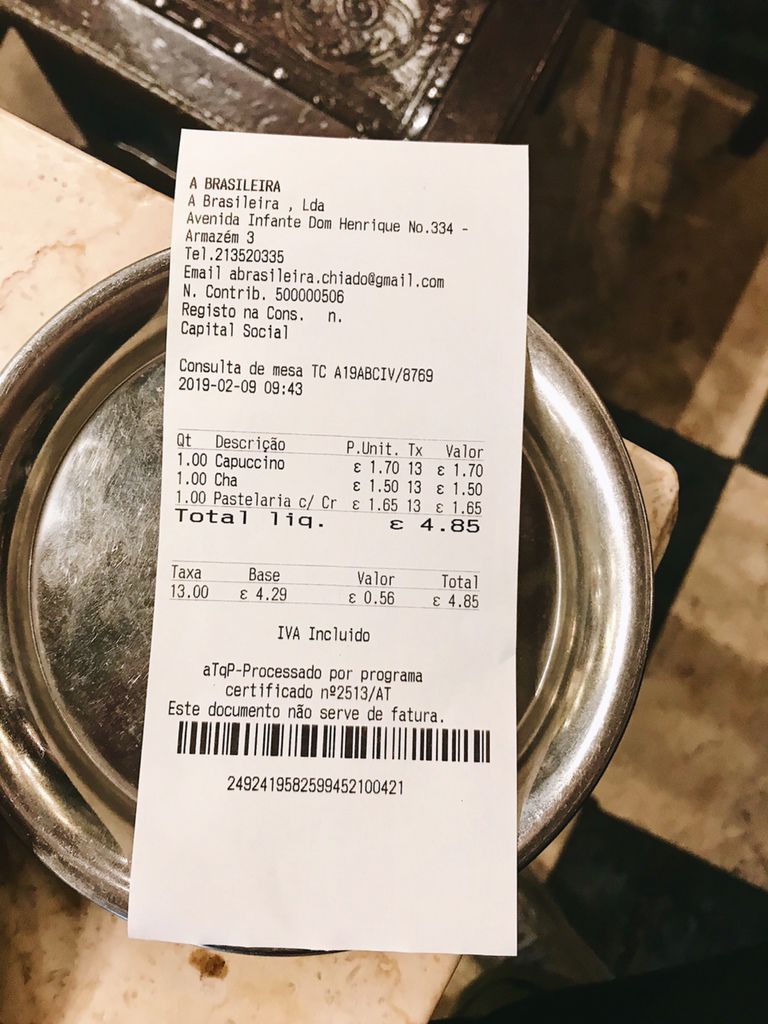 A BRASILEIRA
A Brasileira , Lda
Avenida Infante Dom Henrique No.334 -
Armazém 3
Tel.213520335
Email abrasileira.chiado@gmail.com
N. Contrib. 500000506
Registo na Cons. n.
Capital Social
Consulta de mesa TC A19ABCIV/8769
2019-02-09 09:43
Qt Descrição P.Unit. Tx Valor
1.00 Capuccino ε 1.70 13 ε 1.70
1.00 Cha ε 1.50 13 ε 1.50
1.00 Pastelaria c/ Cr ε 1.65 13 ε 1.65
Total liq. ε 4.85
Taxa Base Valor Total
13.00 ε 4.29 ε 0.56 ε 4.85
IVA Incluido
aTqP-Processado por programa
certificado nº2513/AT
Este documento não serve de fatura.
2492419582599452100421